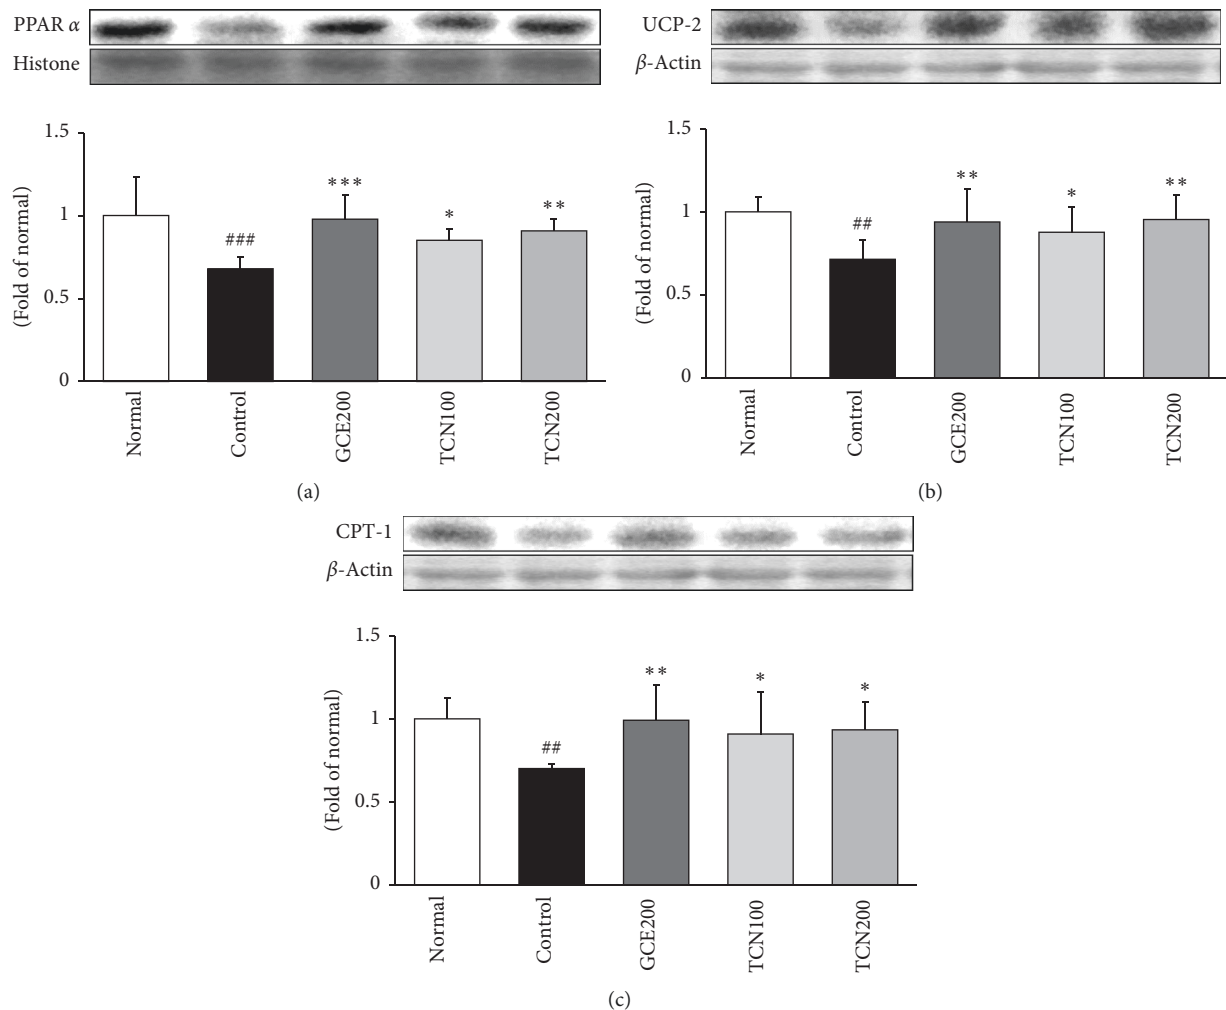 PPAR α
Histone
1.5
1
0.5
0
(Fold of normal)
###
***
*
**
Normal
Control
GCE200
TCN100
TCN200
(a)
UCP-2
β-Actin
1.5
1
0.5
0
(Fold of normal)
##
**
*
**
Normal
Control
GCE200
TCN100
TCN200
(b)
CPT-1
β-Actin
1.5
1
0.5
0
(Fold of normal)
##
**
*
*
Normal
Control
GCE200
TCN100
TCN200
(c)